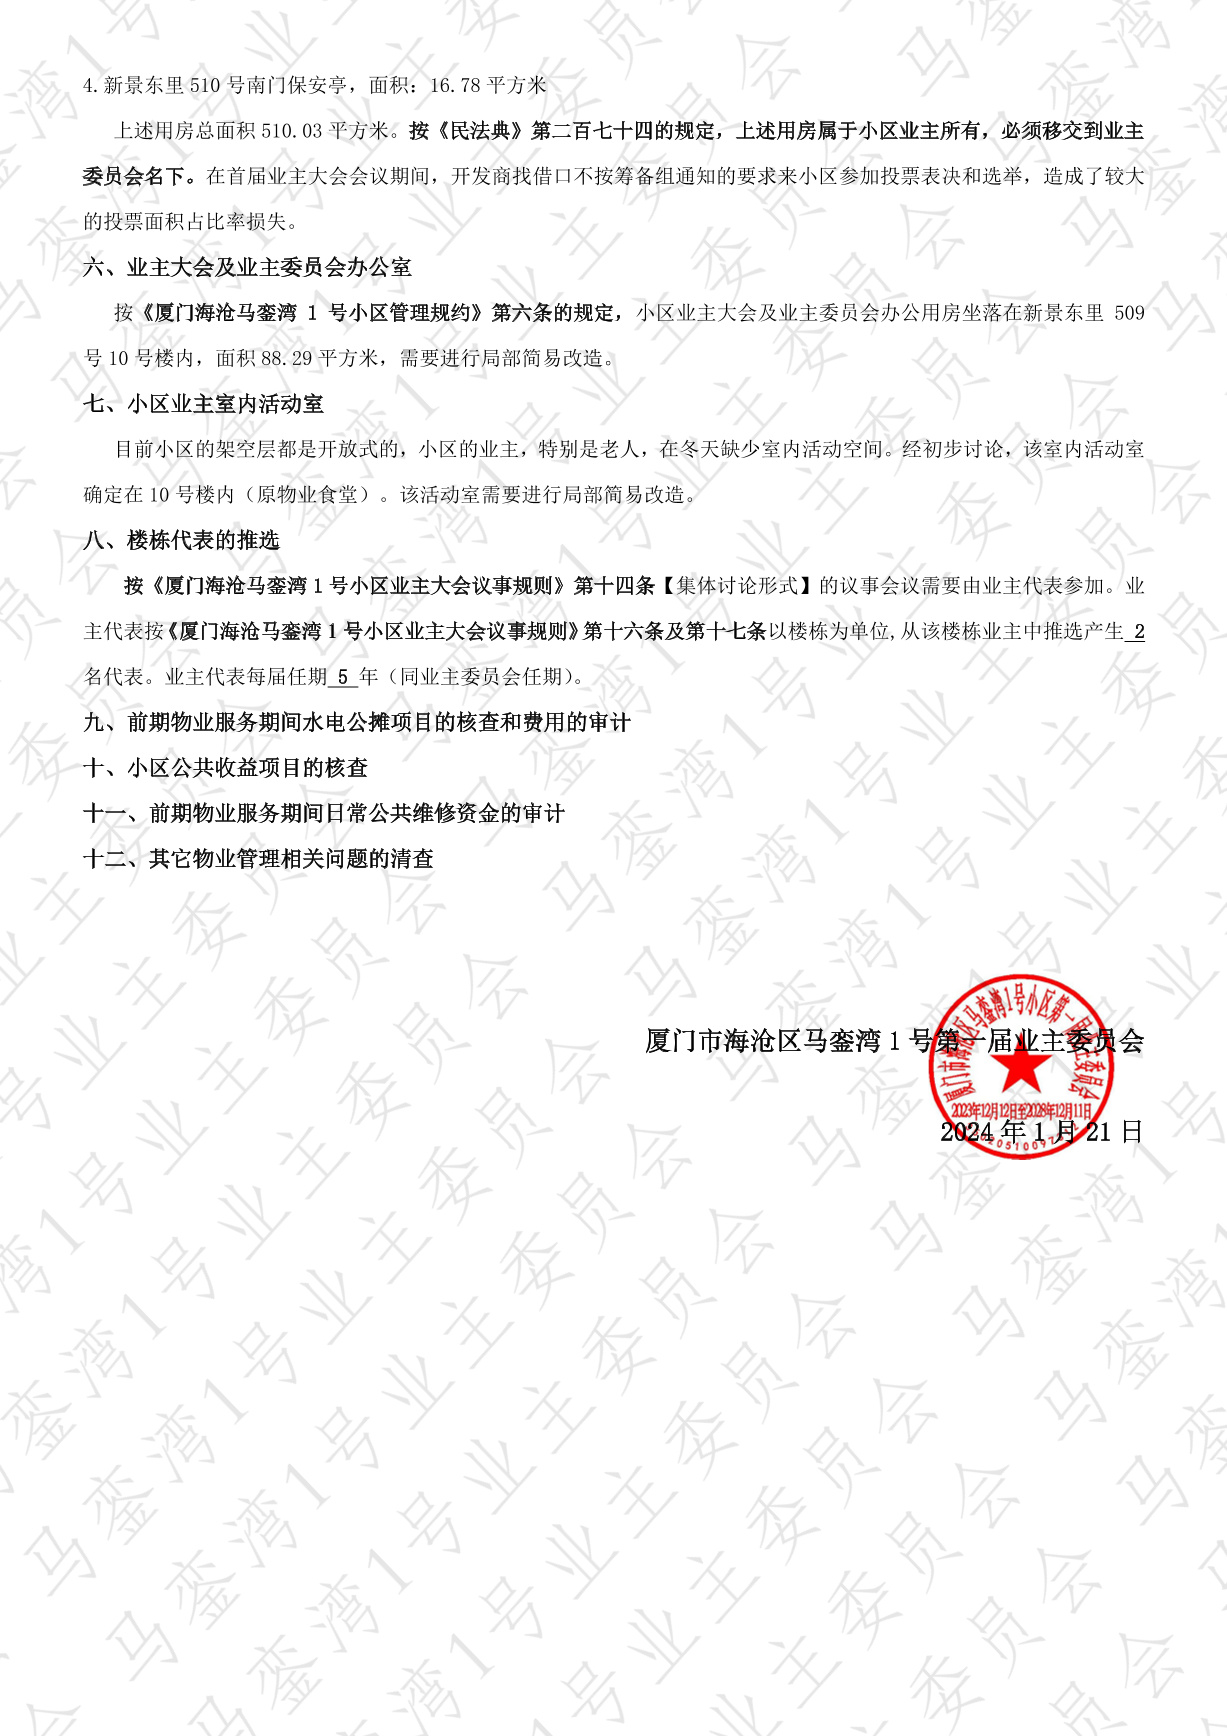 4.新景东里 510 号南门保安亭，面积：16.78 平方米
上述用房总面积 510.03 平方米。按《民法典》第二百七十四的规定，上述用房属于小区业主所有，必须移交到业主
委员会名下。在首届业主大会会议期间，开发商找借口不按筹备组通知的要求来小区参加投票表决和选举，造成了较大
的投票面积占比率损失。
六、业主大会及业主委员会办公室
按《厦门海沧马銮湾 1 号小区管理规约》第六条的规定，小区业主大会及业主委员会办公用房坐落在新景东里 509
号 10 号楼内，面积 88.29 平方米，需要进行局部简易改造。
七、小区业主室内活动室
目前小区的架空层都是开放式的，小区的业主，特别是老人，在冬天缺少室内活动空间。经初步讨论，该室内活动室
确定在 10 号楼内（原物业食堂）。该活动室需要进行局部简易改造。
八、楼栋代表的推选
按《厦门海沧马銮湾 1 号小区业主大会议事规则》第十四条【集体讨论形式】的议事会议需要由业主代表参加。业
主代表按《厦门海沧马銮湾 1 号小区业主大会议事规则》第十六条及第十七条以楼栋为单位,从该楼栋业主中推选产生 2
名代表。业主代表每届任期 5 年（同业主委员会任期）。
九、前期物业服务期间水电公摊项目的核查和费用的审计
十、小区公共收益项目的核查
十一、前期物业服务期间日常公共维修资金的审计
十二、其它物业管理相关问题的清查
厦门市海沧区马銮湾 1 号第一届业主委员会
厦门市海沧区马銮湾1号小区第一届业主委员会
2023年12月12日至2028年12月11日
2024 年 1 月 21 日
马銮湾1号业主委员会